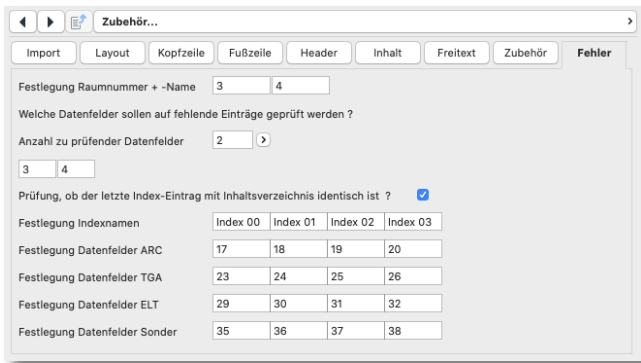 Zubehör...
Import Layout Kopfzeile Fußzeile Header Inhalt Freitext Zubehör Fehler
Festlegung Raumnummer + -Name 3 4
Welche Datenfelder sollen auf fehlende Einträge geprüft werden ?
Anzahl zu prüfender Datenfelder 2
3 4
Prüfung, ob der letzte Index-Eintrag mit Inhaltsverzeichnis identisch ist ?
Festlegung Indexnamen Index 00 Index 01 Index 02 Index 03
Festlegung Datenfelder ARC 17 18 19 20
Festlegung Datenfelder TGA 23 24 25 26
Festlegung Datenfelder ELT 29 30 31 32
Festlegung Datenfelder Sonder 35 36 37 38